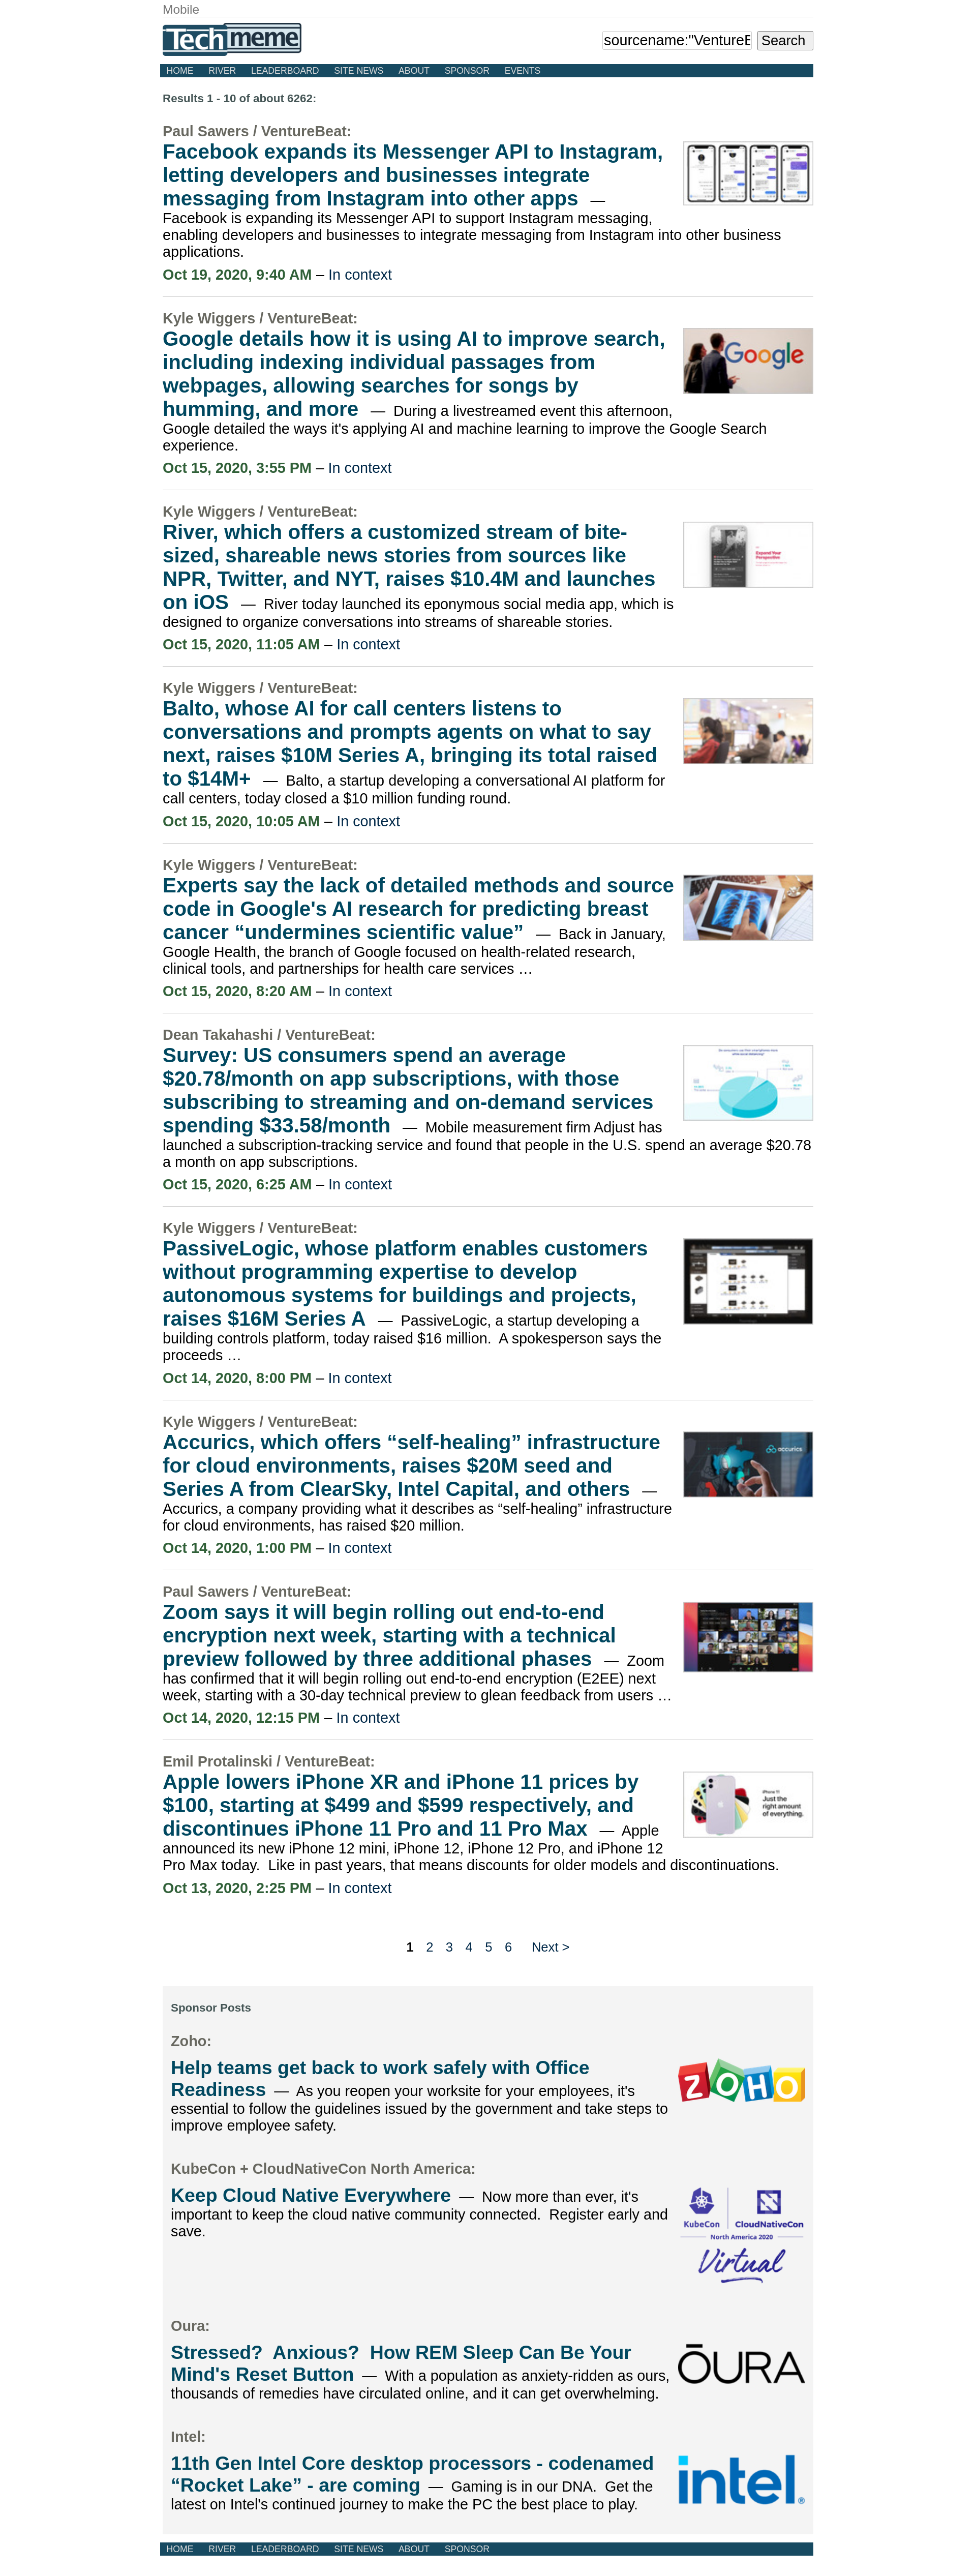 Mobile
Techmeme
sourcename:"VentureB
Search
HOME RIVER LEADERBOARD SITE NEWS ABOUT SPONSOR EVENTS
Results 1 - 10 of about 6262:
Paul Sawers / VentureBeat:
Facebook expands its Messenger API to Instagram,
letting developers and businesses integrate
messaging from Instagram into other apps —
Facebook is expanding its Messenger API to support Instagram messaging,
enabling developers and businesses to integrate messaging from Instagram into other business
applications.
Oct 19, 2020, 9:40 AM – In context
Kyle Wiggers / VentureBeat:
Google details how it is using AI to improve search,
including indexing individual passages from
webpages, allowing searches for songs by
humming, and more — During a livestreamed event this afternoon,
Google detailed the ways it's applying AI and machine learning to improve the Google Search
experience.
Google
Oct 15, 2020, 3:55 PM – In context
Kyle Wiggers / VentureBeat:
River, which offers a customized stream of bite-
sized, shareable news stories from sources like
NPR, Twitter, and NYT, raises $10.4M and launches
on iOS — River today launched its eponymous social media app, which is
designed to organize conversations into streams of shareable stories.
Expand Your
Perspective
Oct 15, 2020, 11:05 AM – In context
Kyle Wiggers / VentureBeat:
Balto, whose AI for call centers listens to
conversations and prompts agents on what to say
next, raises $10M Series A, bringing its total raised
to $14M+ — Balto, a startup developing a conversational AI platform for
call centers, today closed a $10 million funding round.
Oct 15, 2020, 10:05 AM – In context
Kyle Wiggers / VentureBeat:
Experts say the lack of detailed methods and source
code in Google's AI research for predicting breast
cancer “undermines scientific value” — Back in January,
Google Health, the branch of Google focused on health-related research,
clinical tools, and partnerships for health care services …
Oct 15, 2020, 8:20 AM – In context
Dean Takahashi / VentureBeat:
Survey: US consumers spend an average
$20.78/month on app subscriptions, with those
subscribing to streaming and on-demand services
spending $33.58/month — Mobile measurement firm Adjust has
launched a subscription-tracking service and found that people in the U.S. spend an average $20.78
a month on app subscriptions.
Oct 15, 2020, 6:25 AM – In context
Kyle Wiggers / VentureBeat:
PassiveLogic, whose platform enables customers
without programming expertise to develop
autonomous systems for buildings and projects,
raises $16M Series A — PassiveLogic, a startup developing a
building controls platform, today raised $16 million. A spokesperson says the
proceeds …
Oct 14, 2020, 8:00 PM – In context
Kyle Wiggers / VentureBeat:
Accurics, which offers “self-healing” infrastructure
for cloud environments, raises $20M seed and
Series A from ClearSky, Intel Capital, and others —
Accurics, a company providing what it describes as “self-healing” infrastructure
for cloud environments, has raised $20 million.
accurics
Oct 14, 2020, 1:00 PM – In context
Paul Sawers / VentureBeat:
Zoom says it will begin rolling out end-to-end
encryption next week, starting with a technical
preview followed by three additional phases — Zoom
has confirmed that it will begin rolling out end-to-end encryption (E2EE) next
week, starting with a 30-day technical preview to glean feedback from users …
Oct 14, 2020, 12:15 PM – In context
Emil Protalinski / VentureBeat:
Apple lowers iPhone XR and iPhone 11 prices by
$100, starting at $499 and $599 respectively, and
discontinues iPhone 11 Pro and 11 Pro Max — Apple
announced its new iPhone 12 mini, iPhone 12, iPhone 12 Pro, and iPhone 12
Pro Max today. Like in past years, that means discounts for older models and discontinuations.
iPhone 11
Just the
right amount
of everything.
Oct 13, 2020, 2:25 PM – In context
1 2 3 4 5 6 Next >
Sponsor Posts
Zoho:
Help teams get back to work safely with Office
Readiness — As you reopen your worksite for your employees, it's
essential to follow the guidelines issued by the government and take steps to
improve employee safety.
ZOHO
KubeCon + CloudNativeCon North America:
Keep Cloud Native Everywhere — Now more than ever, it's
important to keep the cloud native community connected. Register early and
save.
KubeCon CloudNativeCon
North America 2020
Virtual
Oura:
Stressed? Anxious? How REM Sleep Can Be Your
Mind's Reset Button — With a population as anxiety-ridden as ours,
thousands of remedies have circulated online, and it can get overwhelming.
ŌURA
Intel:
11th Gen Intel Core desktop processors - codenamed
“Rocket Lake” - are coming — Gaming is in our DNA. Get the
latest on Intel's continued journey to make the PC the best place to play.
intel®
HOME RIVER LEADERBOARD SITE NEWS ABOUT SPONSOR